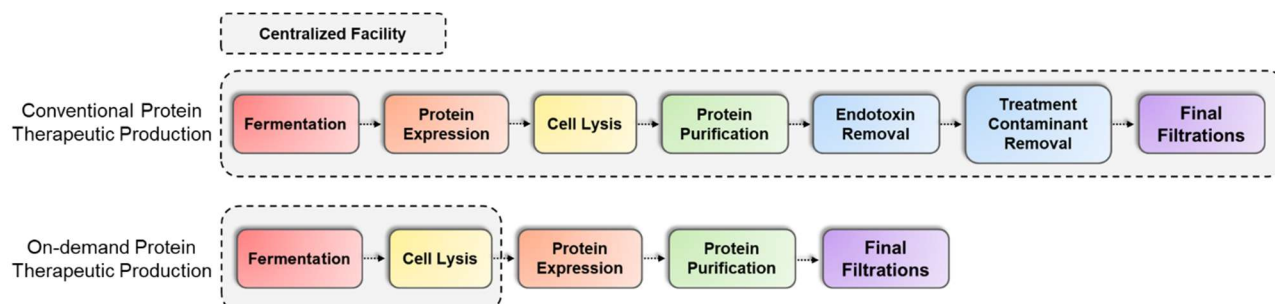 Centralized Facility
Conventional Protein
Therapeutic Production
Fermentation
Protein
Expression
Cell Lysis
Protein
Purification
Endotoxin
Removal
Treatment
Contaminant
Removal
Final
Filtrations
On-demand Protein
Therapeutic Production
Fermentation
Cell Lysis
Protein
Expression
Protein
Purification
Final
Filtrations